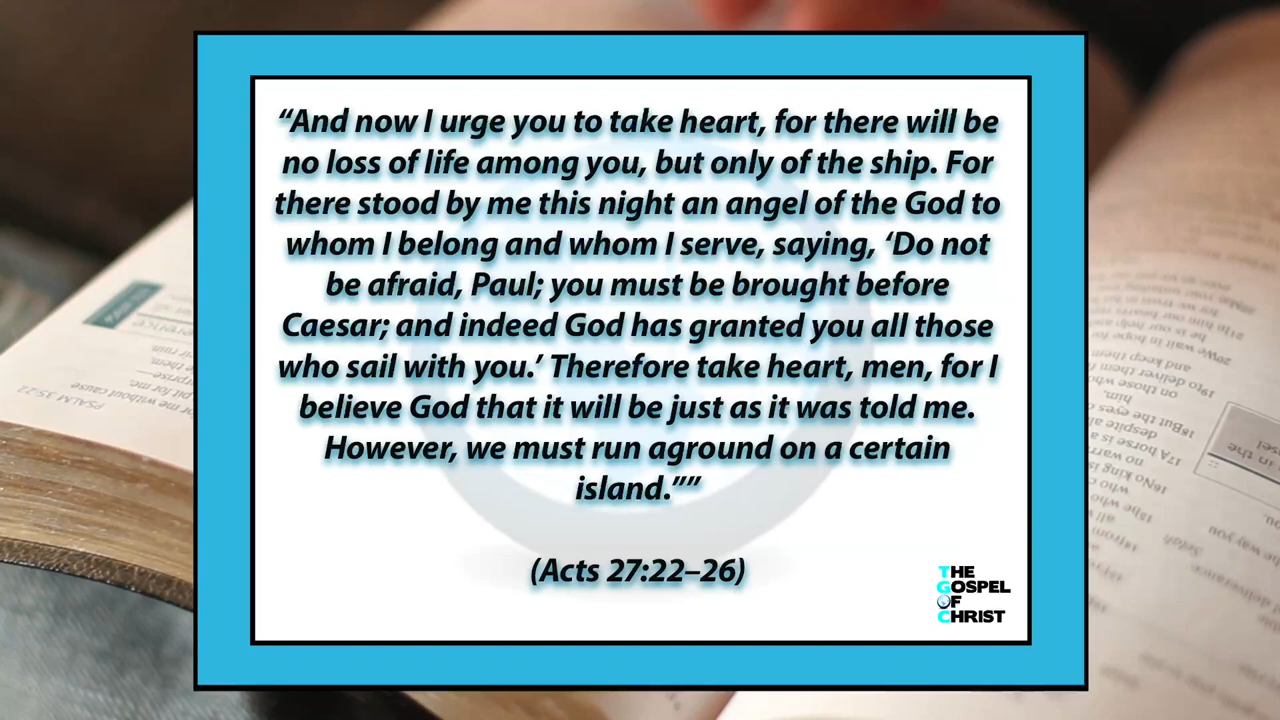 “And now I urge you to take heart, for there will be
no loss of life among you, but only of the ship. For
there stood by me this night an angel of the God to
whom I belong and whom I serve, saying, ‘Do not
be afraid, Paul; you must be brought before
Caesar; and indeed God has granted you all those
who sail with you.’ Therefore take heart, men, for I
believe God that it will be just as it was told me.
However, we must run aground on a certain
island.””
(Acts 27:22–26)
THE
GOSPEL
OF
CHRIST
PSALM 35:22